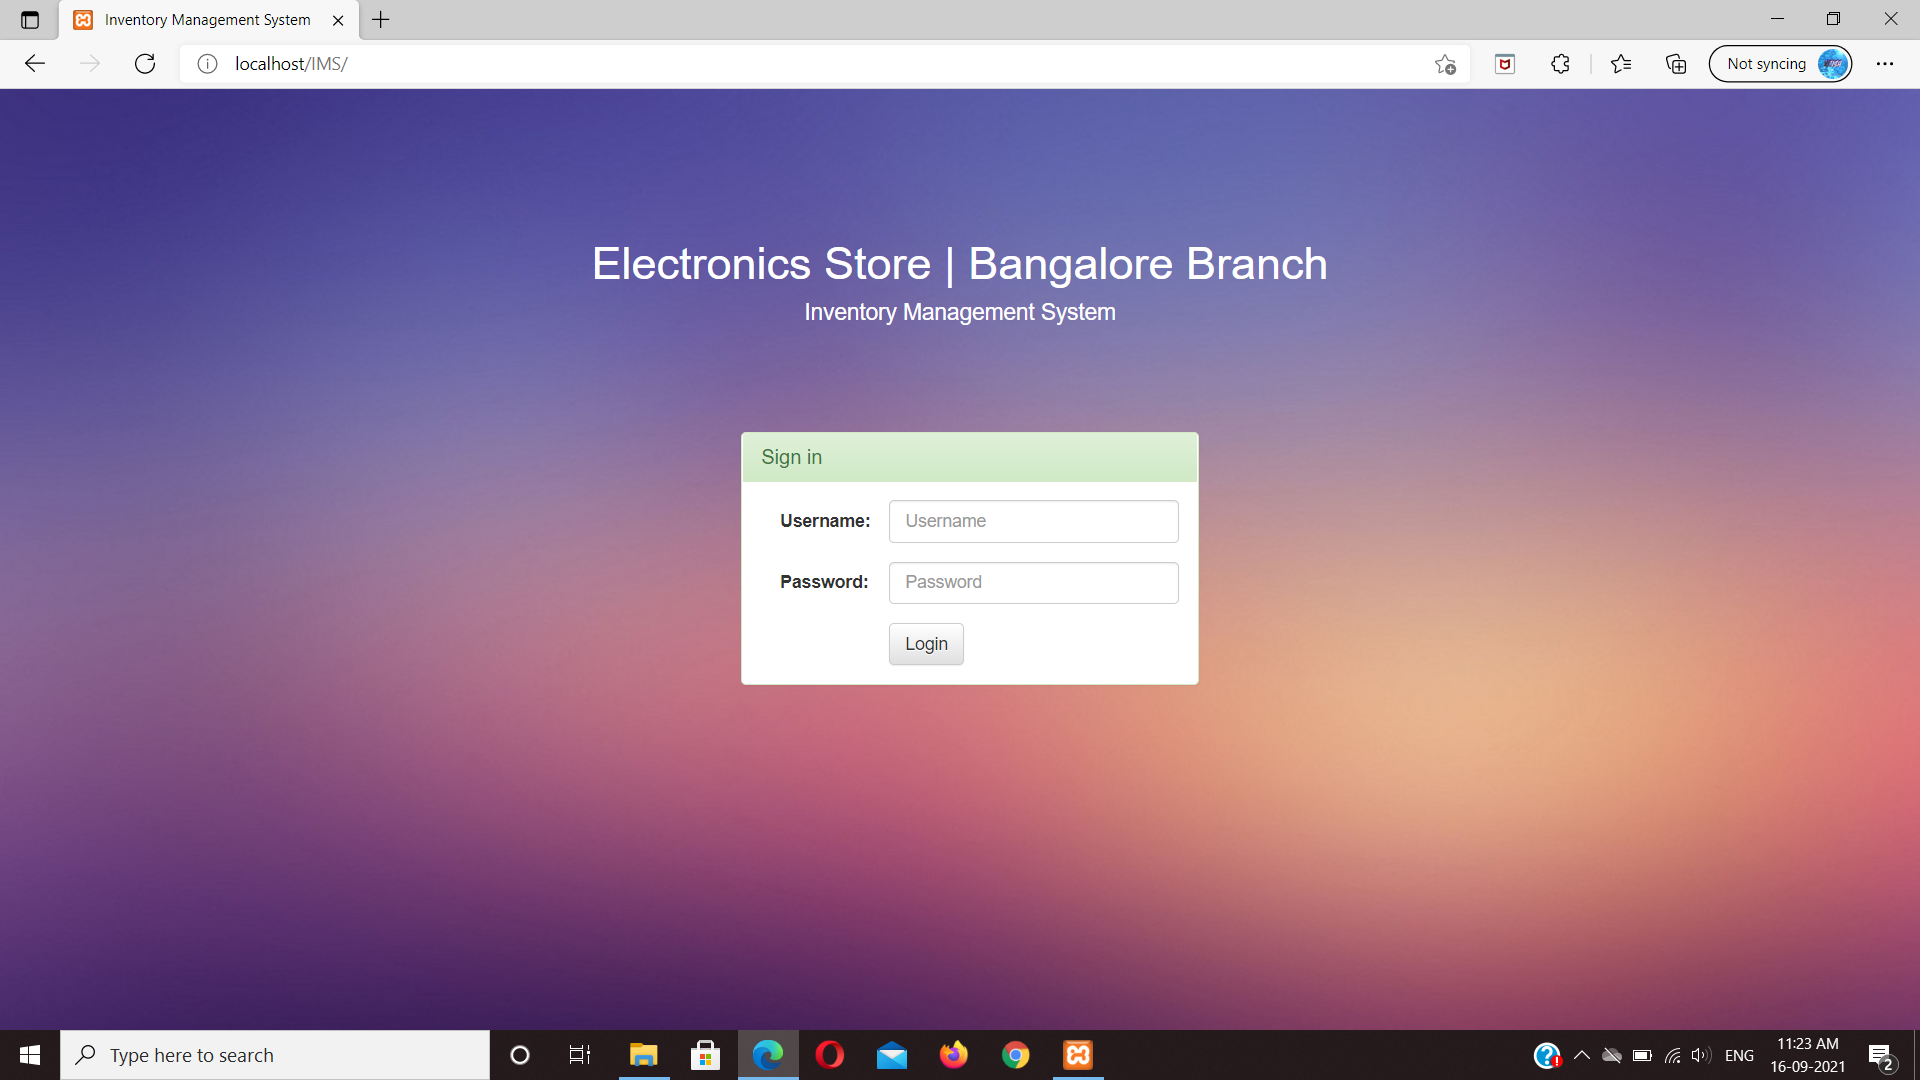 Inventory Management System
localhost/IMS/
Not syncing
Electronics Store | Bangalore Branch
Inventory Management System
Sign in
Username: Username
Password: Password
Login
Type here to search
ENG
11:23 AM
16-09-2021
2